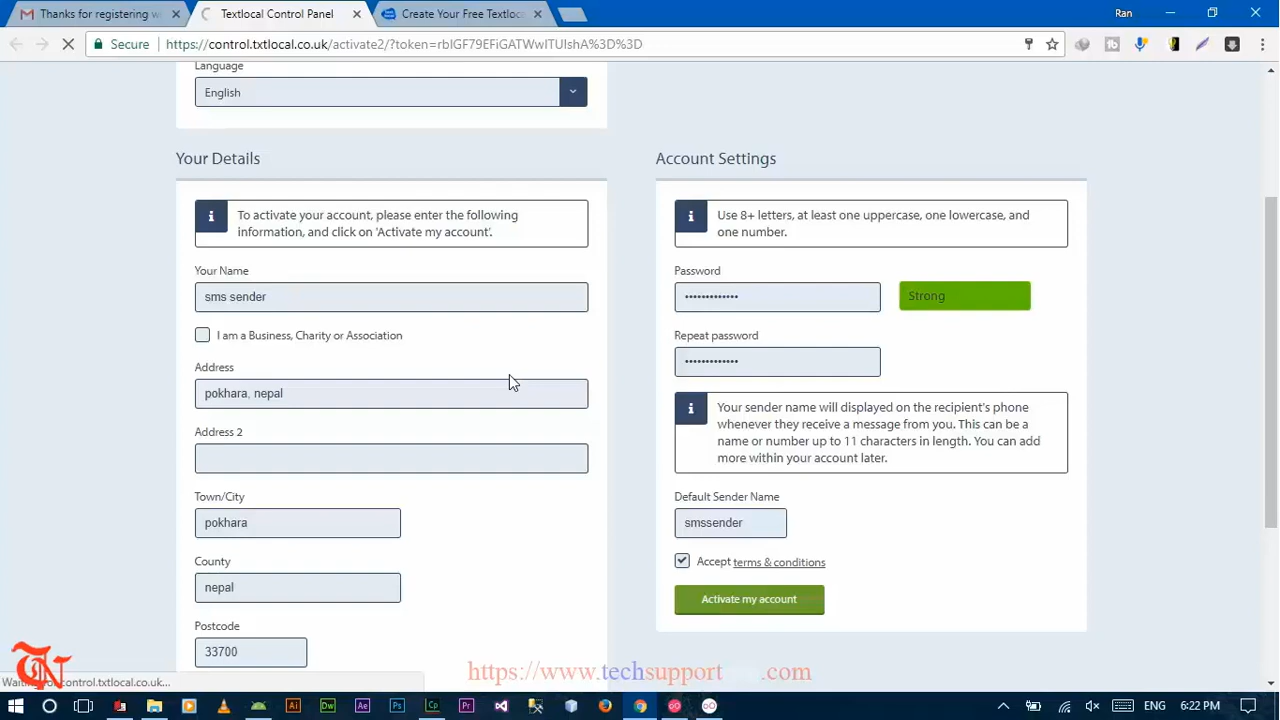 Thanks for registering w
Textlocal Control Panel
Create Your Free Textloc
Ran
Secure
https://control.txtlocal.co.uk/activate2/?token=rbIGF79EFiGATWwITUIshA%3D%3D
Language
English
Your Details
To activate your account, please enter the following
information, and click on 'Activate my account'.
Your Name
sms sender
I am a Business, Charity or Association
Address
pokhara, nepal
Address 2
Town/City
pokhara
County
nepal
Postcode
33700
Account Settings
Use 8+ letters, at least one uppercase, one lowercase, and
one number.
Password
•••••••••••••
Strong
Repeat password
•••••••••••••
Your sender name will displayed on the recipient's phone
whenever they receive a message from you. This can be a
name or number up to 11 characters in length. You can add
more within your account later.
Default Sender Name
smssender
Accept terms & conditions
Activate my account
control.txtlocal.co.uk...
https://www.techsupport .com
ENG
6:22 PM